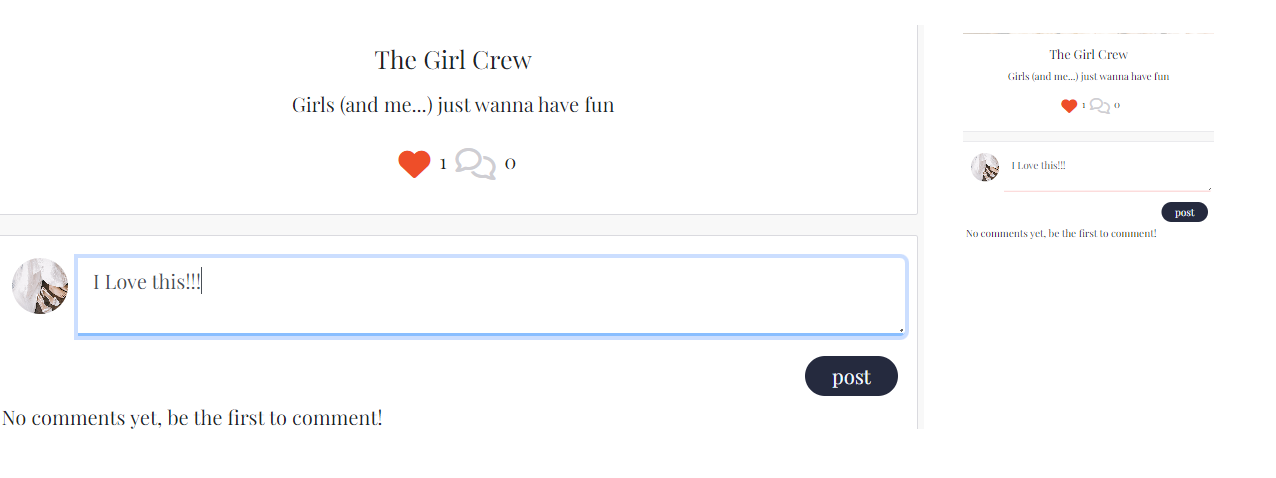 The Girl Crew
Girls (and me...) just wanna have fun
1 0
I Love this!!!
post
No comments yet, be the first to comment!
The Girl Crew
Girls (and me...) just wanna have fun
1 0
I Love this!!!
post
No comments yet, be the first to comment!